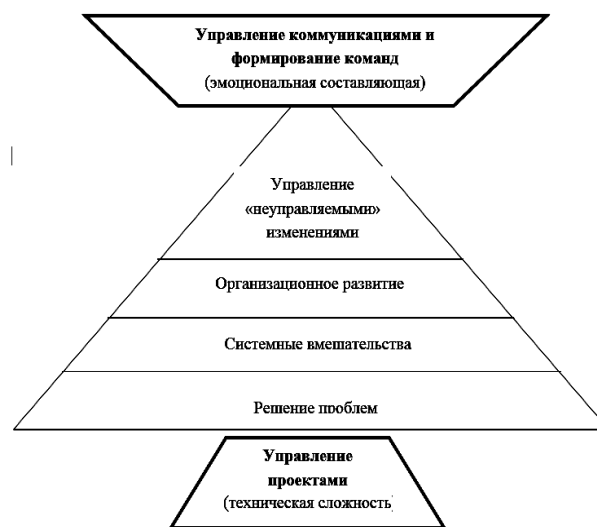 Управление коммуникациями и
формирование команд
(эмоциональная составляющая)
Управление
«неуправляемыми»
изменениями
Организационное развитие
Системные вмешательства
Решение проблем
Управление
проектами
(техническая сложность)